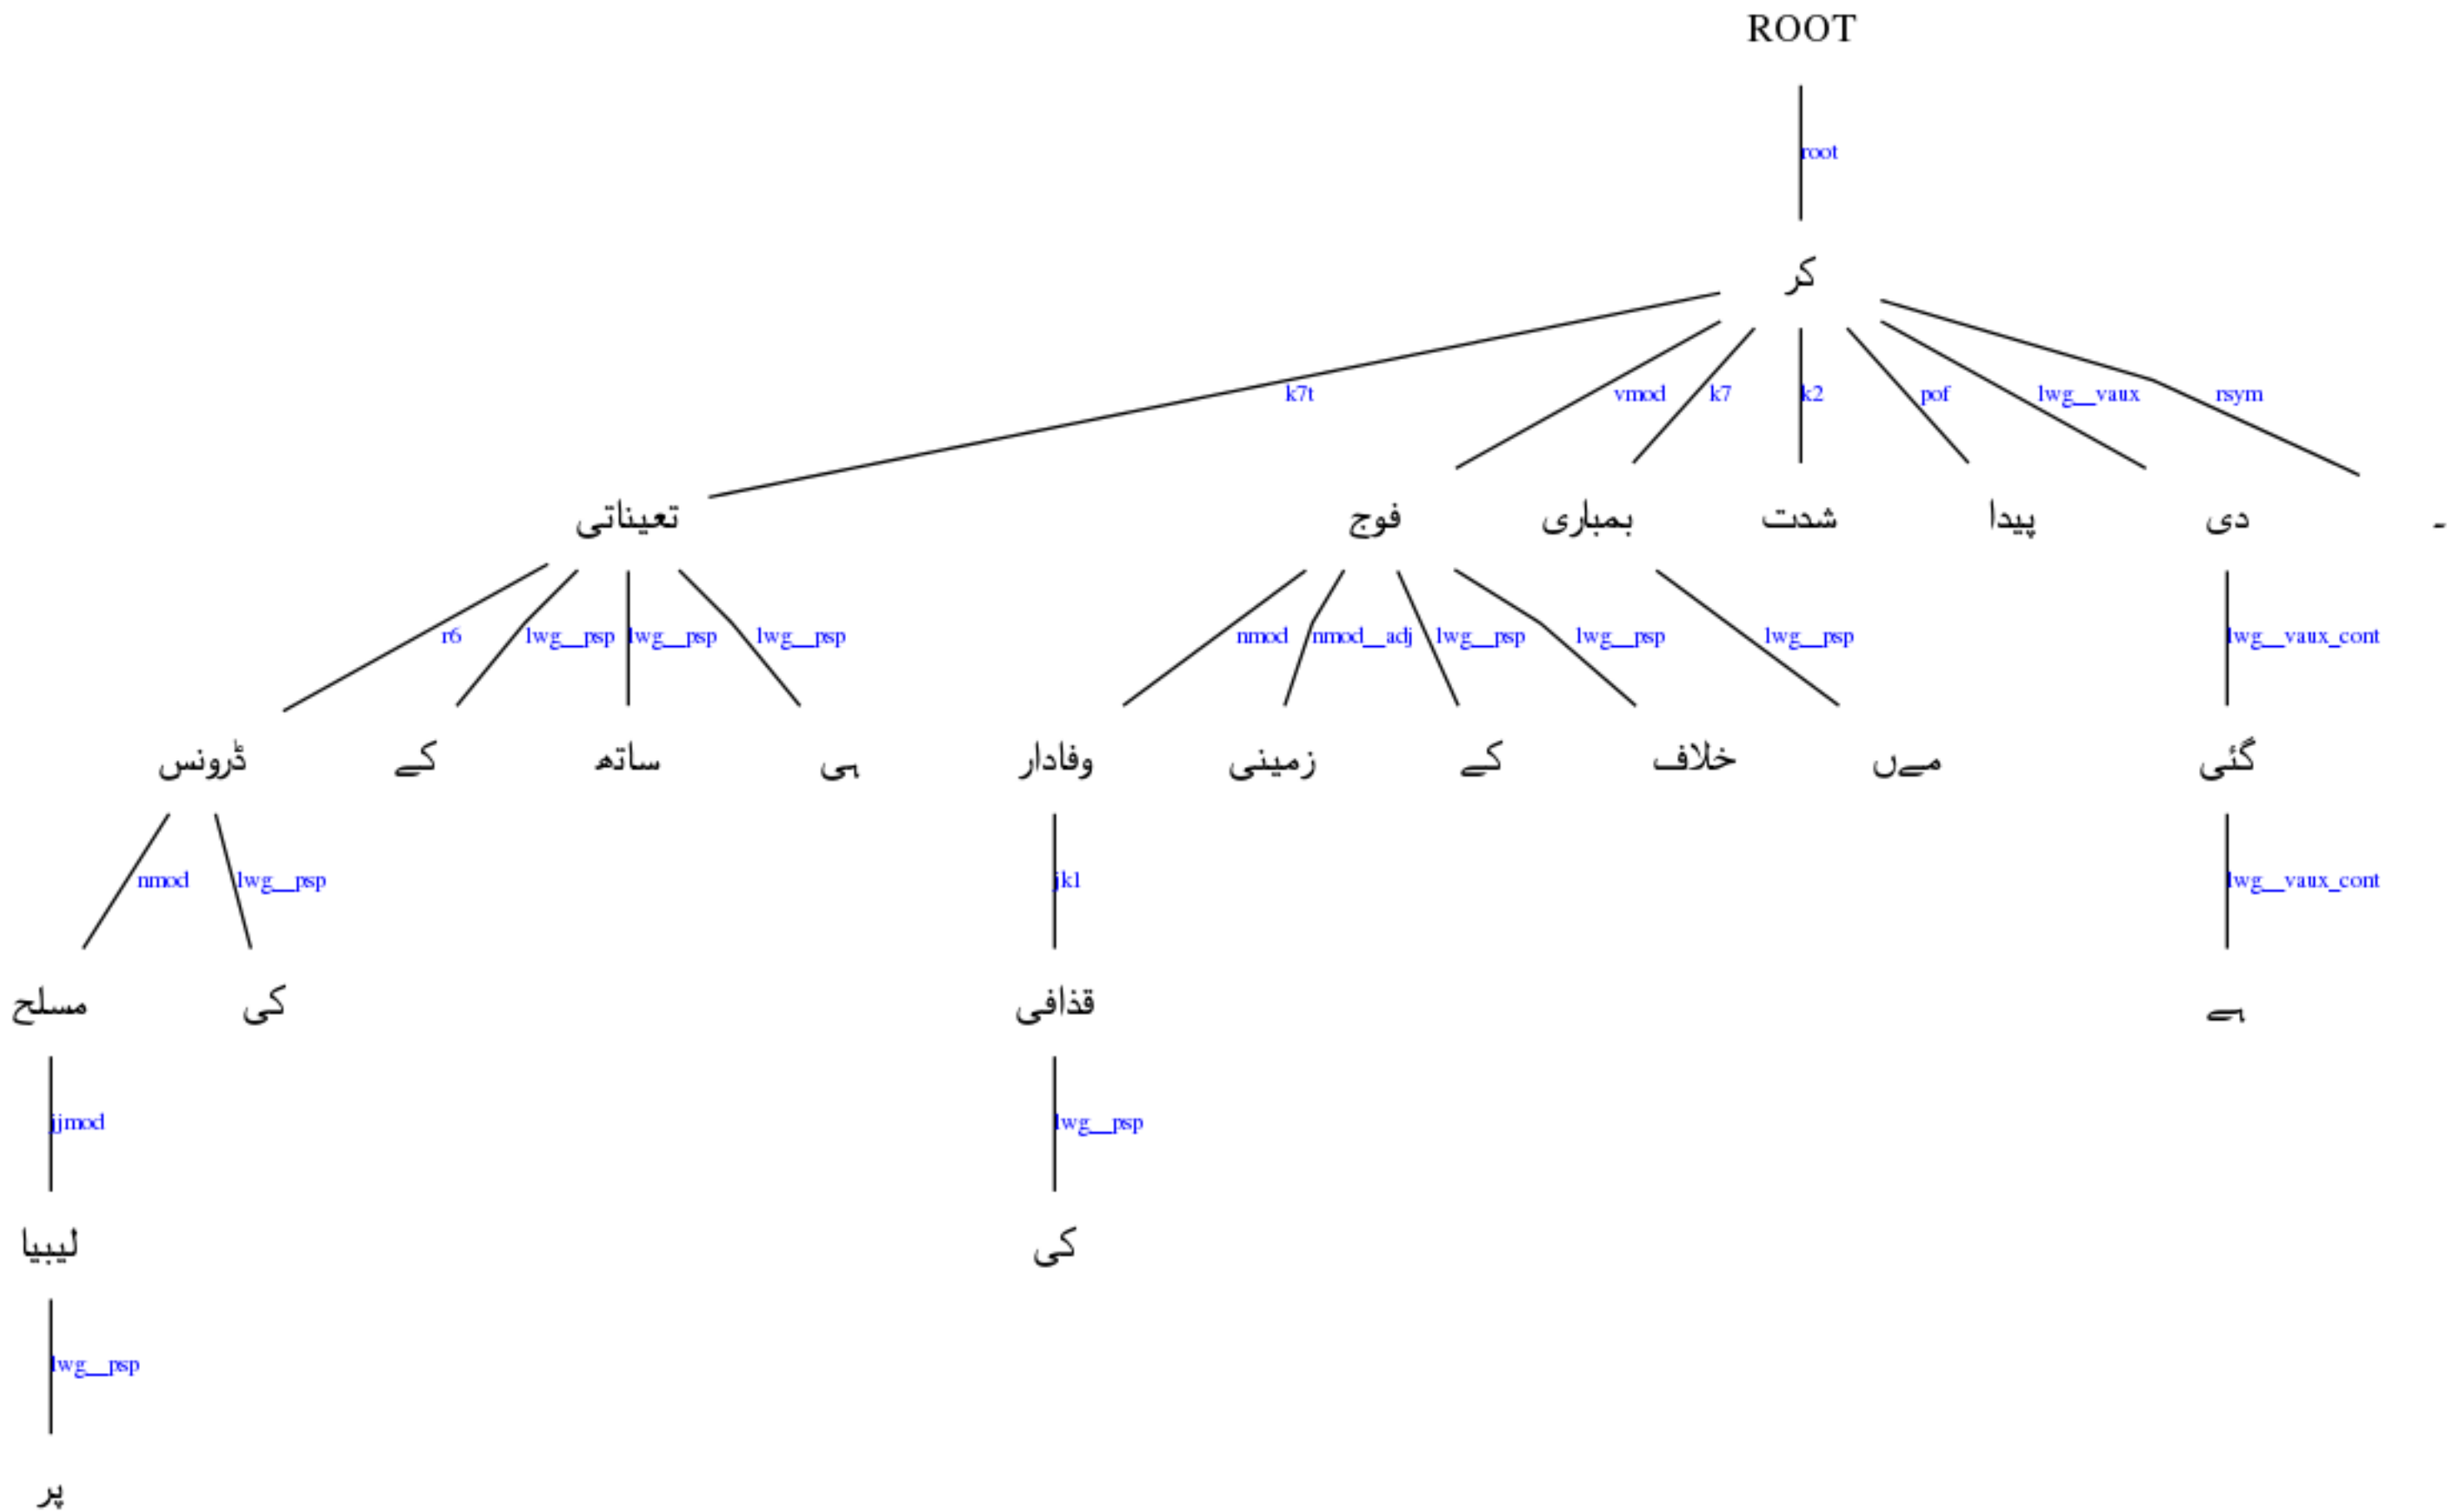 ROOT
root
کر
k7t vmod k7 k2 pof lwg__vaux rsym
تعیناتی فوج بمباری شدت پیدا دی ۔
r6 lwg__psp lwg__psp lwg__psp nmod nmod__adj lwg__psp lwg__psp lwg__psp lwg__vaux_cont
ڈرونس کے ساتھ ہی وفادار زمینی کے خلاف مےں گئی
nmod lwg__psp jk1 lwg__vaux_cont
مسلح کی قذافی ہے
jjmod lwg__psp
لیبیا کی
lwg__psp
پر